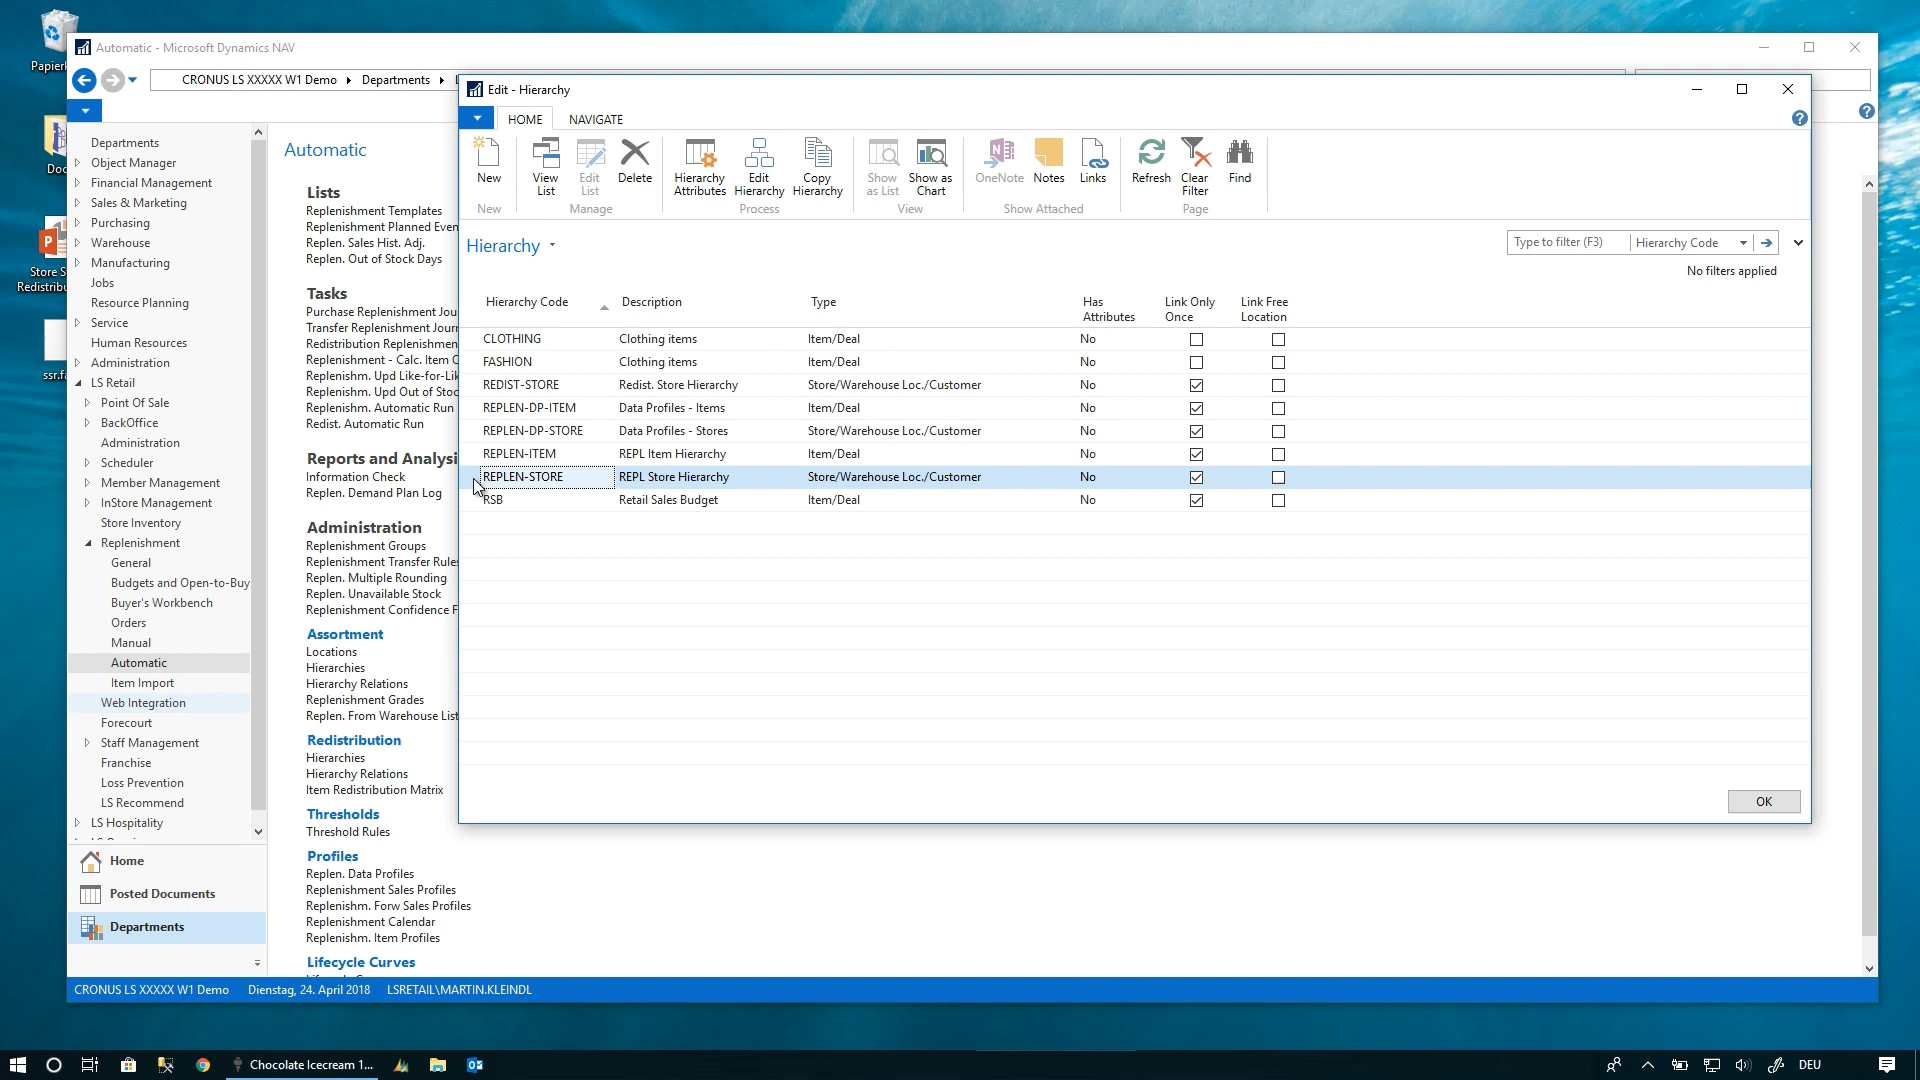 Automatic - Microsoft Dynamics NAV
CRONUS LS XXXXX W1 Demo
Departments
Departments
Object Manager
Financial Management
Sales & Marketing
Purchasing
Warehouse
Manufacturing
Jobs
Resource Planning
Service
Human Resources
Administration
LS Retail
Point Of Sale
BackOffice
Administration
Scheduler
Member Management
InStore Management
Store Inventory
Replenishment
General
Budgets and Open-to-Buy
Buyer's Workbench
Orders
Manual
Automatic
Item Import
Web Integration
Forecourt
Staff Management
Franchise
Loss Prevention
LS Recommend
LS Hospitality
Home
Posted Documents
Departments
Automatic
Lists
Replenishment Templates
Replenishment Planned Even
Replen. Sales Hist. Adj.
Replen. Out of Stock Days
Tasks
Purchase Replenishment Jou
Transfer Replenishment Journ
Redistribution Replenishmen
Replenishment - Calc. Item C
Replenishm. Upd Like-for-Lik
Replenishm. Upd Out of Stoc
Replenishm. Automatic Run
Redist. Automatic Run
Reports and Analysi
Information Check
Replen. Demand Plan Log
Administration
Replenishment Groups
Replenishment Transfer Rules
Replen. Multiple Rounding
Replen. Unavailable Stock
Replenishment Confidence F
Assortment
Locations
Hierarchies
Hierarchy Relations
Replenishment Grades
Replen. From Warehouse List
Redistribution
Hierarchies
Hierarchy Relations
Item Redistribution Matrix
Thresholds
Threshold Rules
Profiles
Replen. Data Profiles
Replenishment Sales Profiles
Replenishm. Forw Sales Profiles
Replenishment Calendar
Replenishm. Item Profiles
Lifecycle Curves
Edit - Hierarchy
HOME NAVIGATE
New
View List
Edit List
Delete
Hierarchy Attributes
Edit Hierarchy
Copy Hierarchy
Show as List
Show as Chart
OneNote
Notes
Links
Refresh
Clear Filter
Find
New Manage Process View Show Attached Page
Hierarchy
Type to filter (F3) Hierarchy Code
No filters applied
Hierarchy Code Description Type Has Attributes Link Only Once Link Free Location
CLOTHING Clothing items Item/Deal No
FASHION Clothing items Item/Deal No
REDIST-STORE Redist. Store Hierarchy Store/Warehouse Loc./Customer No
REPLEN-DP-ITEM Data Profiles - Items Item/Deal No
REPLEN-DP-STORE Data Profiles - Stores Store/Warehouse Loc./Customer No
REPLEN-ITEM REPL Item Hierarchy Item/Deal No
REPLEN-STORE REPL Store Hierarchy Store/Warehouse Loc./Customer No
RSB Retail Sales Budget Item/Deal No
OK
CRONUS LS XXXXX W1 Demo Dienstag, 24. April 2018 LSRETAIL\MARTIN.KLEINDL
Papierk
Doc
Store S
Redistribu
ssr.fa
Chocolate Icecream 1...
DEU